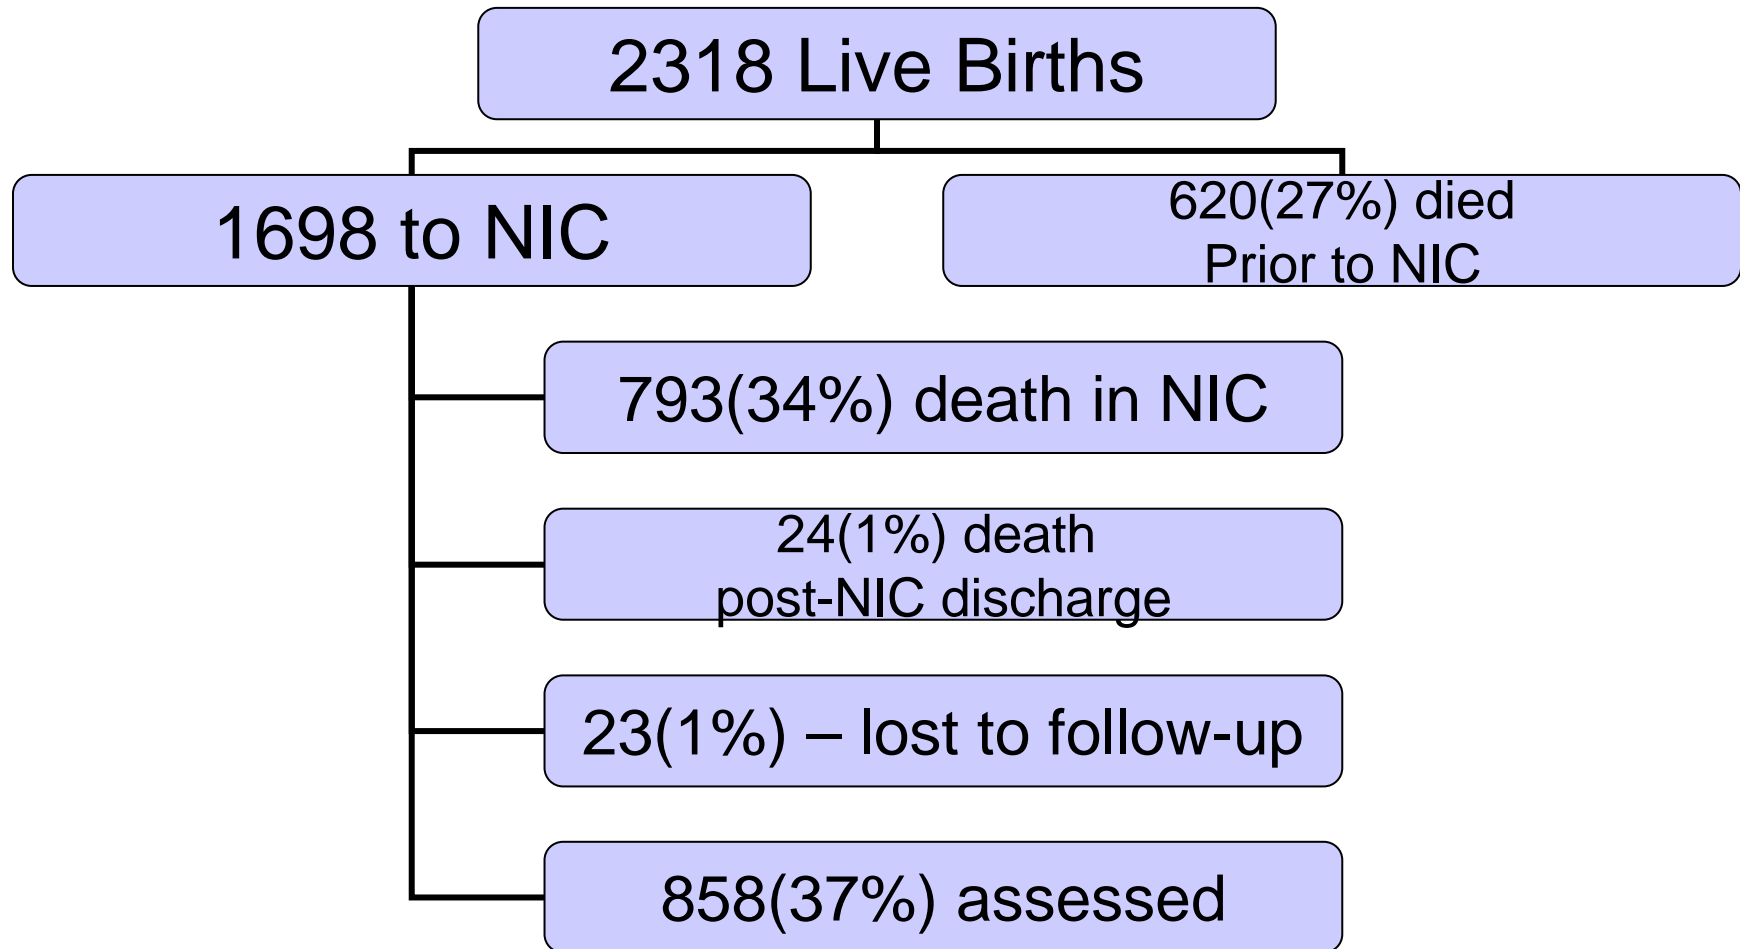 2318 Live Births
1698 to NIC
620(27%) died
Prior to NIC
793(34%) death in NIC
24(1%) death
post-NIC discharge
23(1%) – lost to follow-up
858(37%) assessed